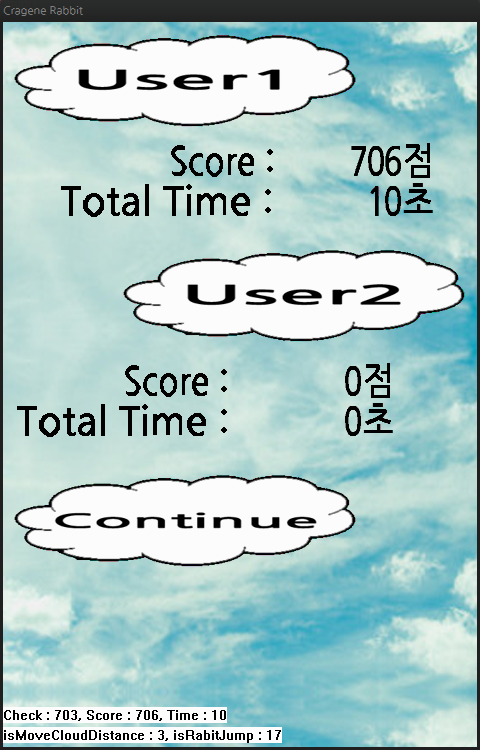 Cragene Rabbit
User1
Score : 706점
Total Time : 10초
User2
Score : 0점
Total Time : 0초
Continue
Check : 703, Score : 706, Time : 10
isMoveCloudDistance : 3, isRabitJump : 17